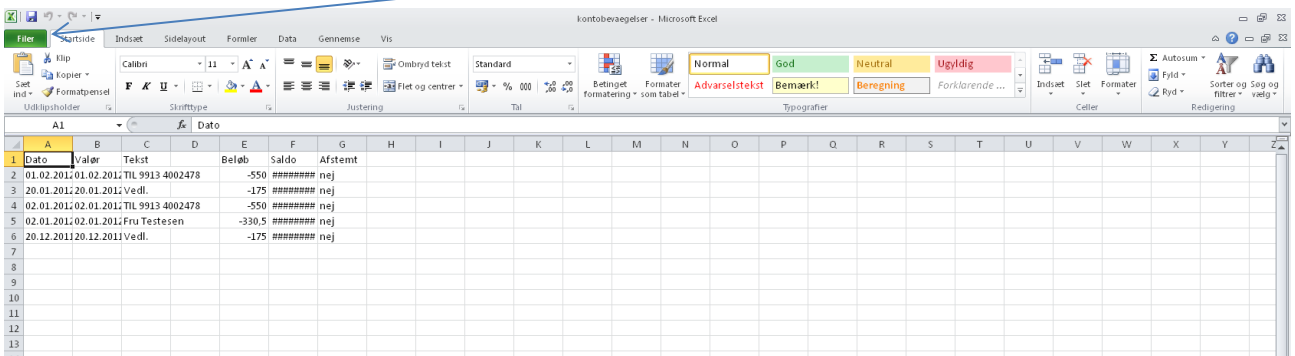 kontobevaegelser - Microsoft Excel
Filer Startside Indsæt Sidelayout Formler Data Gennemse Vis
Sæt ind Klip Kopier Formatpensel
Calibri 11 A A Ombryd tekst Standard
F K U A Flet og centrer % 000
Betinget formatering Formater som tabel
Normal God Neutral Ugyldig
Advarselstekst Bemærk! Beregning Forklarende ...
Indsæt Slet Formater
Σ Autosum Fyld Ryd Sorter og filtrer Søg og vælg
Udklipsholder Skrifttype Justering Tal Typografier Celler Redigering
A1 fx Dato
A B C D E F G H I J K L M N O P Q R S T U V W X Y Z
1 Dato Valør Tekst Beløb Saldo Afstemt
2 01.02.2012 01.02.2012 TIL 9913 4002478 -550 ######## nej
3 20.01.2012 20.01.2012 Vedl. -175 ######## nej
4 02.01.2012 02.01.2012 TIL 9913 4002478 -550 ######## nej
5 02.01.2012 02.01.2012 Fru Testesen -330,5 ######## nej
6 20.12.2011 20.12.2011 Vedl. -175 ######## nej
7
8
9
10
11
12
13